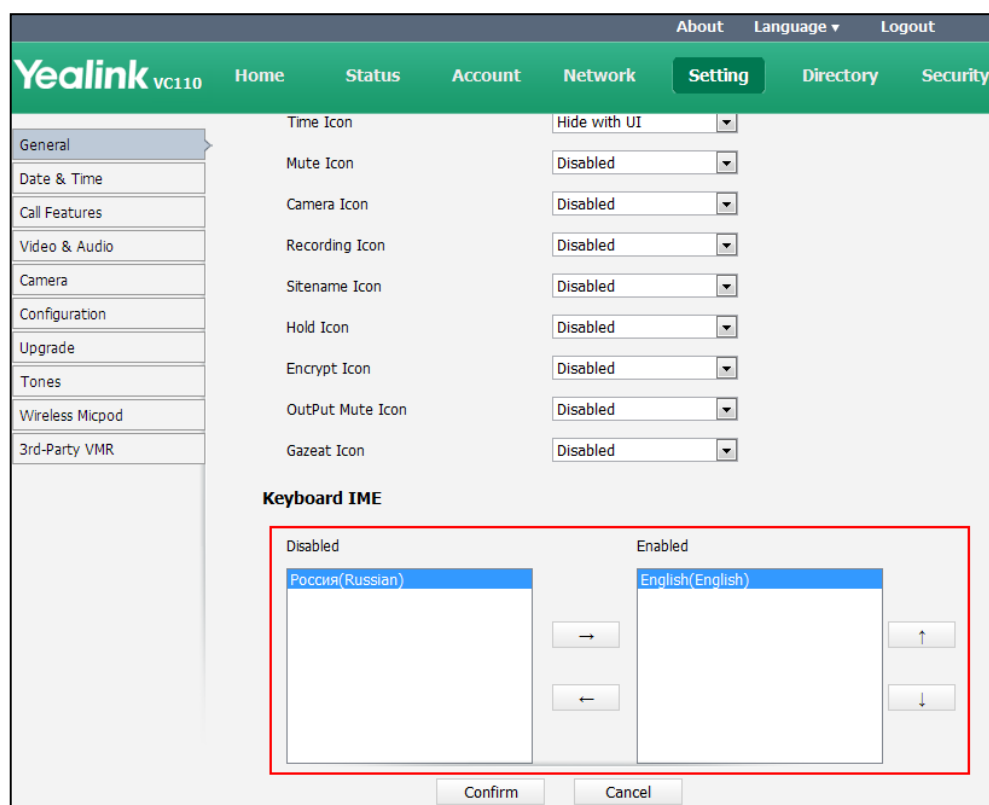 About Language ▾ Logout
Yealink VC110 Home Status Account Network Setting Directory Security
General
Date & Time
Call Features
Video & Audio
Camera
Configuration
Upgrade
Tones
Wireless Micpod
3rd-Party VMR
Time Icon Hide with UI
Mute Icon Disabled
Camera Icon Disabled
Recording Icon Disabled
Sitename Icon Disabled
Hold Icon Disabled
Encrypt Icon Disabled
OutPut Mute Icon Disabled
Gazeat Icon Disabled
Keyboard IME
Disabled Enabled
Россия(Russian) English(English)
→ ↑
← ↓
Confirm Cancel